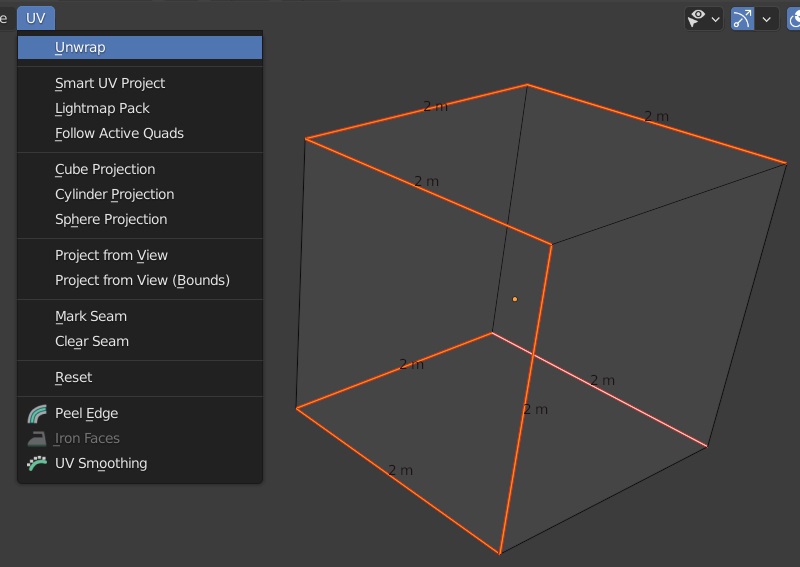 e UV
Unwrap
Smart UV Project
Lightmap Pack
Follow Active Quads
Cube Projection
Cylinder Projection
Sphere Projection
Project from View
Project from View (Bounds)
Mark Seam
Clear Seam
Reset
Peel Edge
Iron Faces
UV Smoothing
2 m
2 m
2 m
2 m
2 m
2 m
2 m